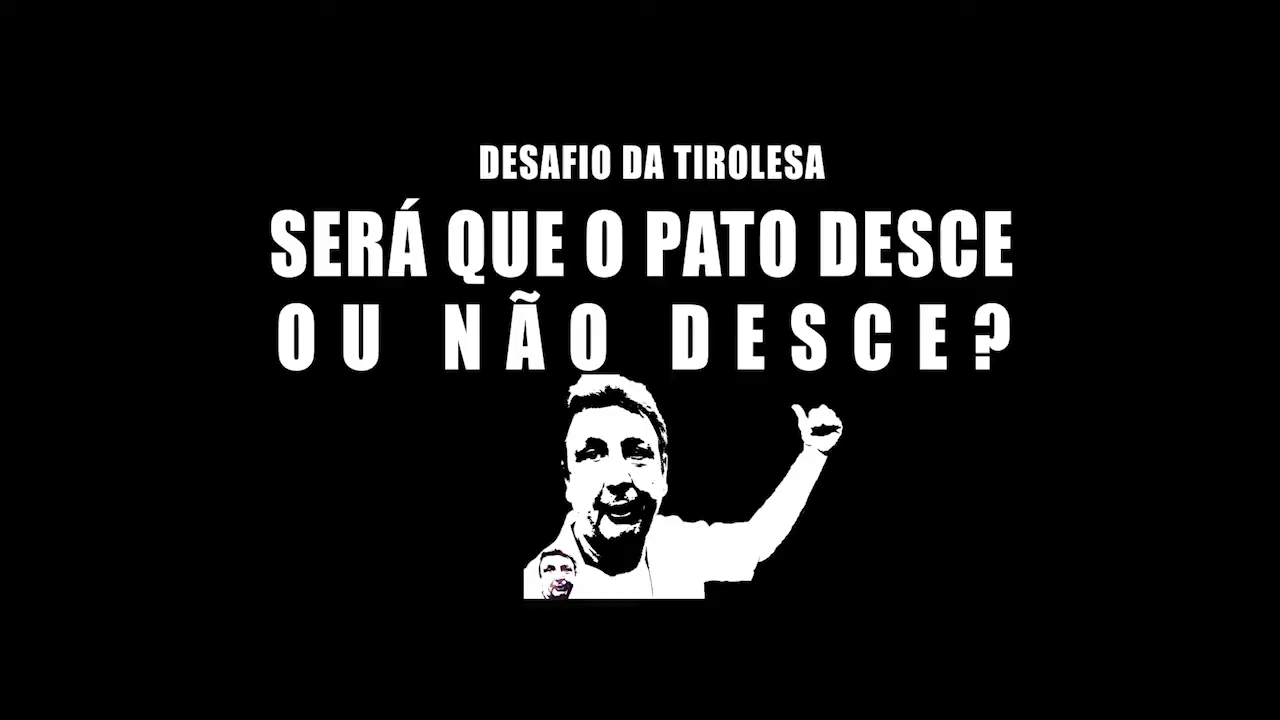 DESAFIO DA TIROLESA
SERÁ QUE O PATO DESCE
OU NÃO DESCE?